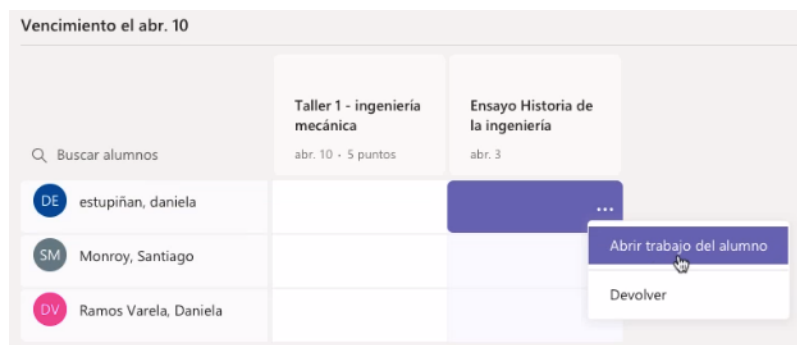 Vencimiento el abr. 10
Taller 1 - ingeniería
mecánica
abr. 10 • 5 puntos
Ensayo Historia de
la ingeniería
abr. 3
Buscar alumnos
DE estupiñan, daniela
...
Abrir trabajo del alumno
SM Monroy, Santiago
Devolver
DV Ramos Varela, Daniela